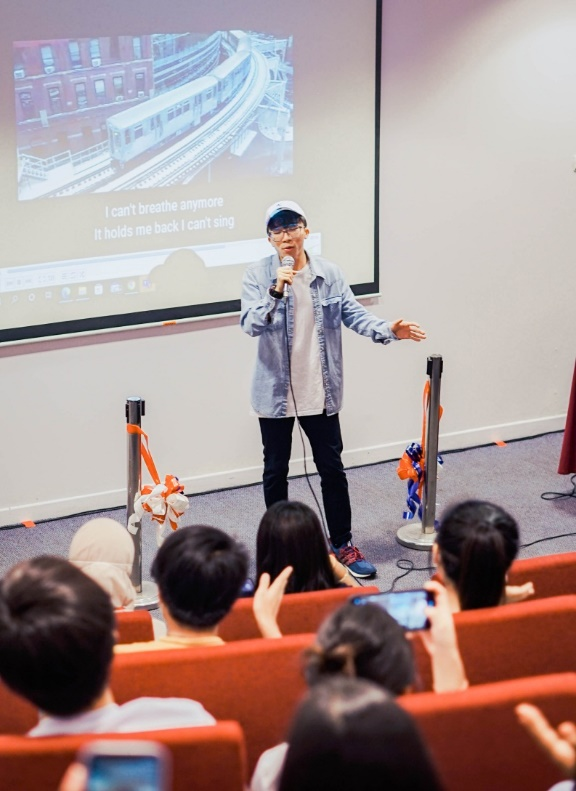 I can't breathe anymore
It holds me back I can't sing